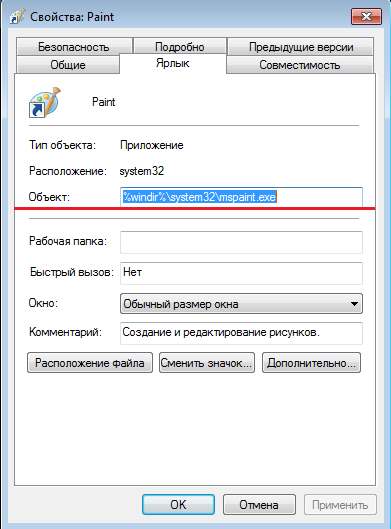 Свойства: Paint
Безопасность Подробно Предыдущие версии
Общие Ярлык Совместимость
Paint
Тип объекта: Приложение
Расположение: system32
Объект: %windir%\system32\mspaint.exe
Рабочая папка:
Быстрый вызов: Нет
Окно: Обычный размер окна
Комментарий: Создание и редактирование рисунков.
Расположение файла Сменить значок... Дополнительно...
OK Отмена Применить